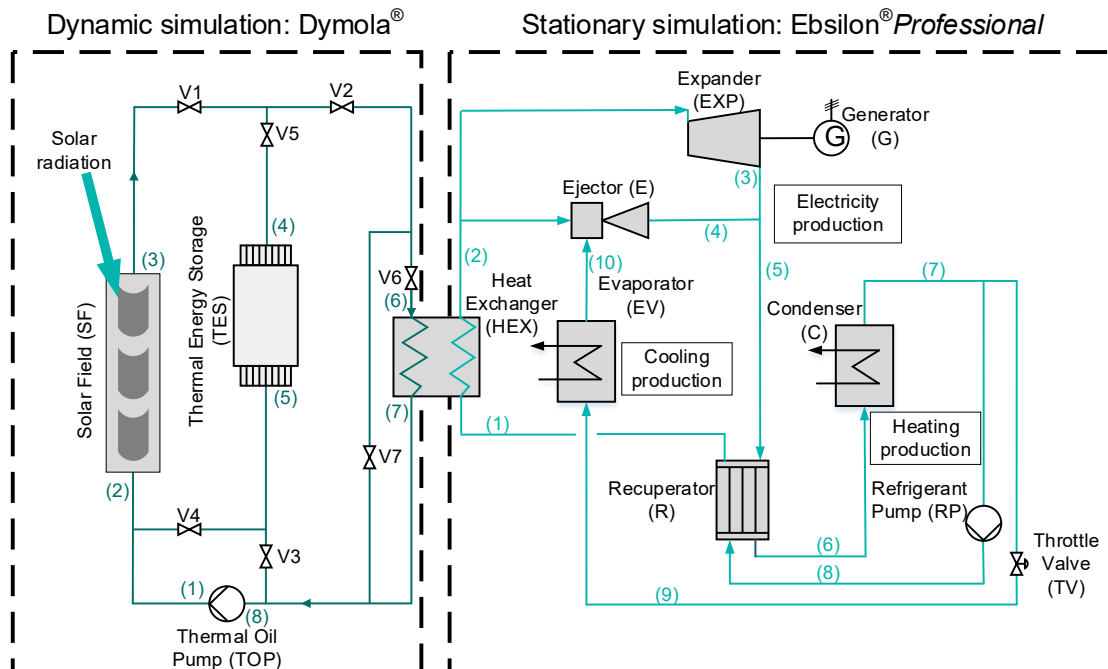 Dynamic simulation: Dymola®
Stationary simulation: Ebsilon®Professional
V1
V2
V5
Solar
radiation
(3)
(4)
Thermal Energy Storage
(TES)
Solar Field (SF)
(5)
(2)
V4
V3
(1)
(8)
Thermal Oil
Pump (TOP)
V6
(6)
(7)
V7
Heat
Exchanger
(HEX)
(2)
(1)
Expander
(EXP)
Generator
(G)
G
(3)
Ejector (E)
(4)
Electricity
production
(10)
(5)
Evaporator
(EV)
Cooling
production
(7)
Condenser
(C)
Heating
production
Recuperator
(R)
Refrigerant
Pump (RP)
(6)
(8)
(9)
Throttle
Valve
(TV)